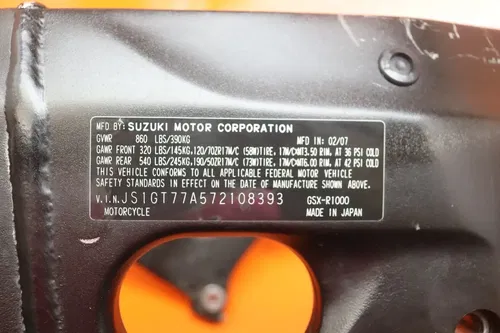 MFD BY: SUZUKI MOTOR CORPORATION
GVWR 860 LBS/390KG MFD IN: 02/07
GAWR FRONT 320 LBS/145KG,120/70ZR17M/C (58W)TIRE, 17M/C×MT3.50 RIM, AT 36 PSI COLD
GAWR REAR 540 LBS/245KG,190/50ZR17M/C (73W)TIRE, 17M/C×MT6.00 RIM, AT 42 PSI COLD
THIS VEHICLE CONFORMS TO ALL APPLICABLE FEDERAL MOTOR VEHICLE
SAFETY STANDARDS IN EFFECT ON THE DATE OF MANUFACTURE SHOWN ABOVE.
V.I.N. JS1GT77A572108393 GSX-R1000
MOTORCYCLE MADE IN JAPAN